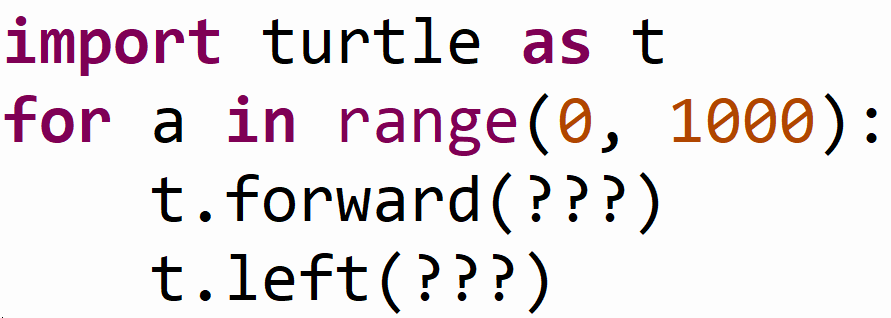 import turtle as t
for a in range(0, 1000):
    t.forward(???)
    t.left(???)